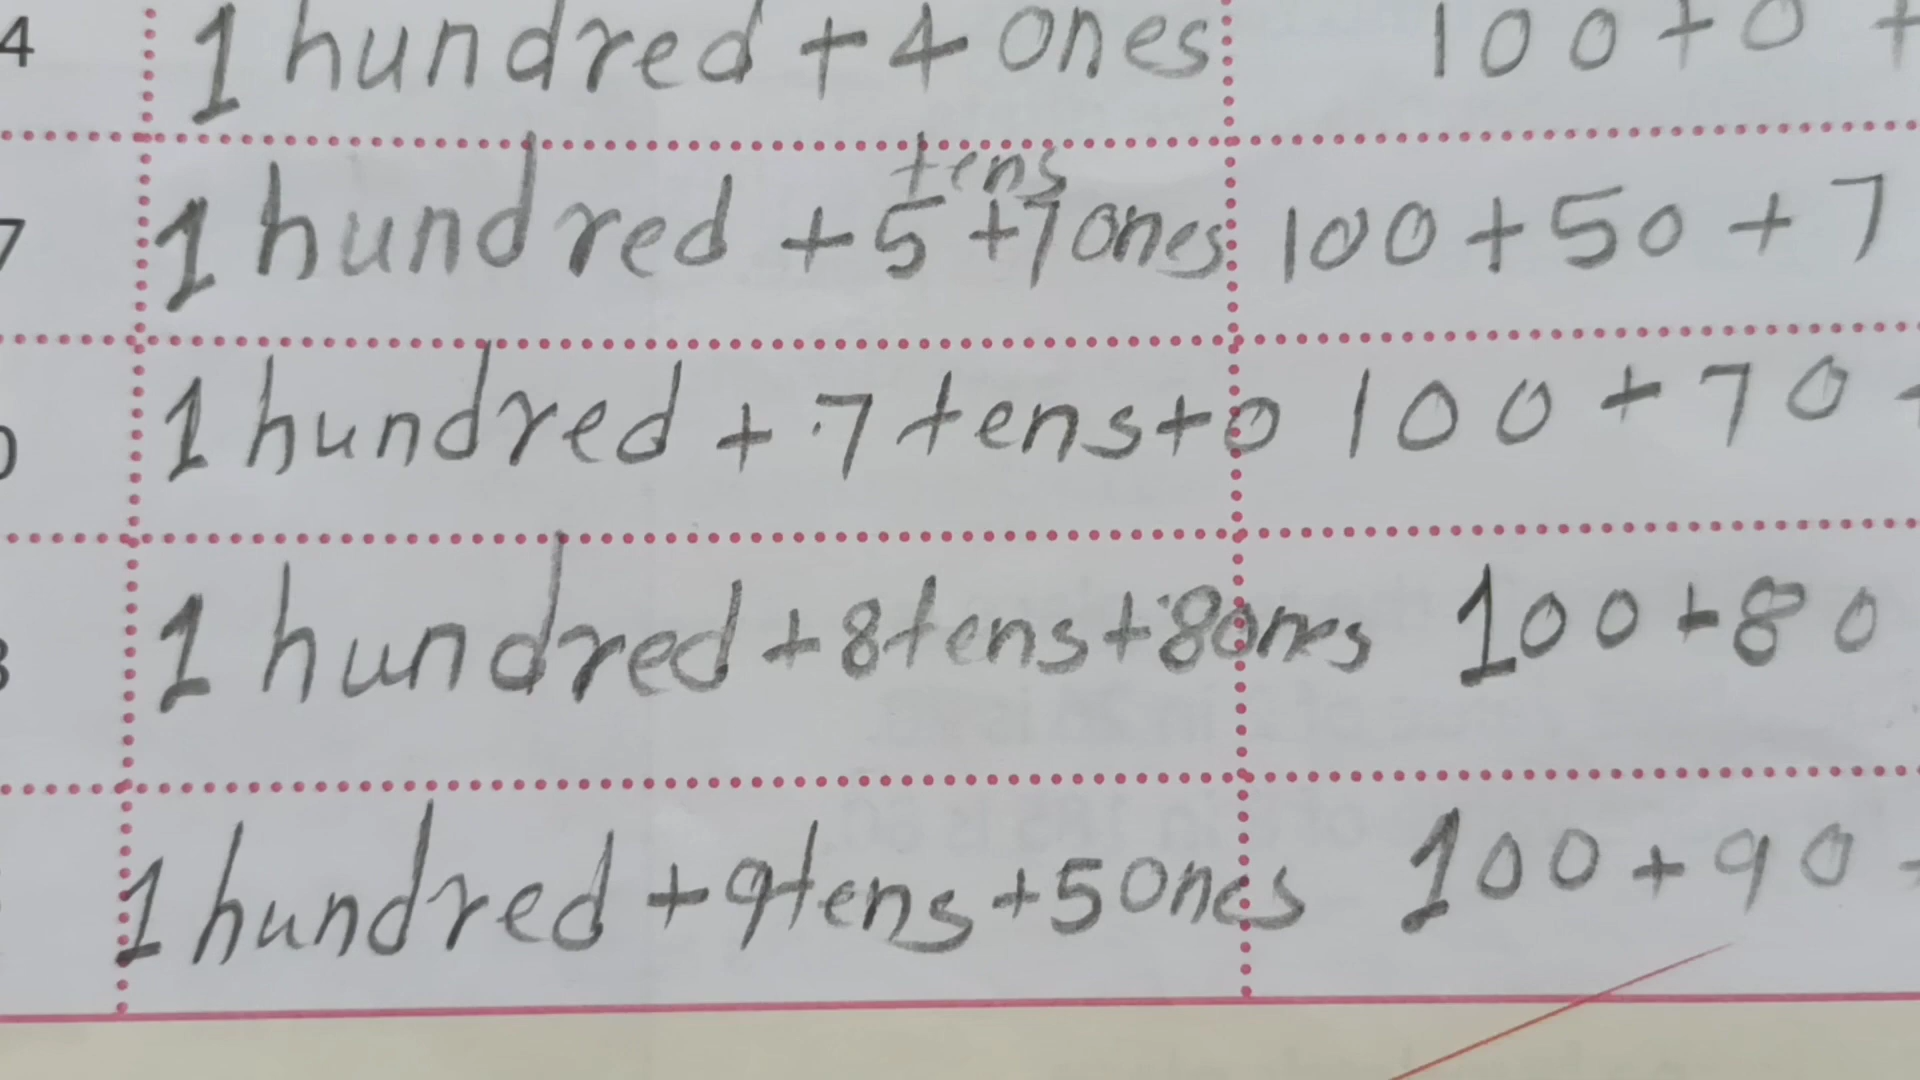 4 1 hundred + 4 ones 100 + 0 +
7 1 hundred + 5 tens + 7 ones 100 + 50 + 7
0 1 hundred + 7 tens + 0 100 + 70
8 1 hundred + 8 tens + 8 ones 100 + 80
1 hundred + 9 tens + 5 ones 100 + 90